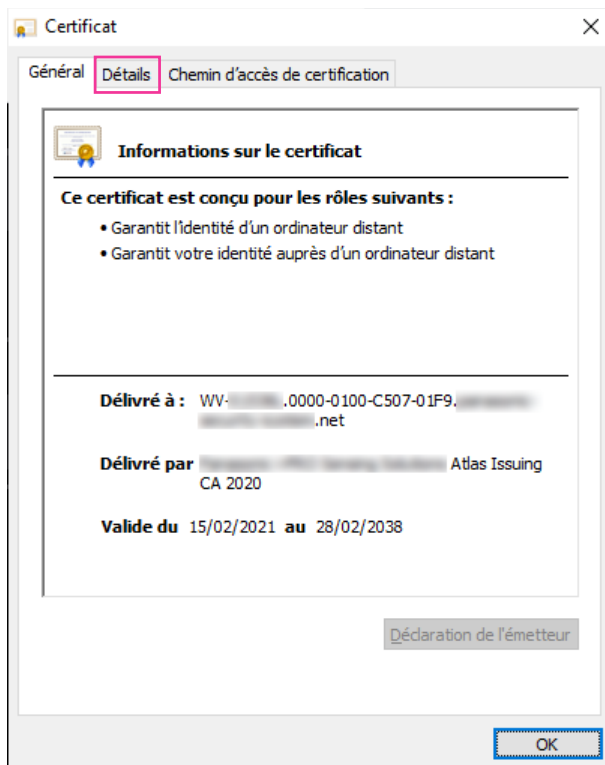 Certificat
Général Détails Chemin d'accès de certification
Informations sur le certificat
Ce certificat est conçu pour les rôles suivants :
• Garantit l'identité d'un ordinateur distant
• Garantit votre identité auprès d'un ordinateur distant
Délivré à : WV- .0000-0100-C507-01F9.
.net
Délivré par Atlas Issuing
CA 2020
Valide du 15/02/2021 au 28/02/2038
Déclaration de l'émetteur
OK